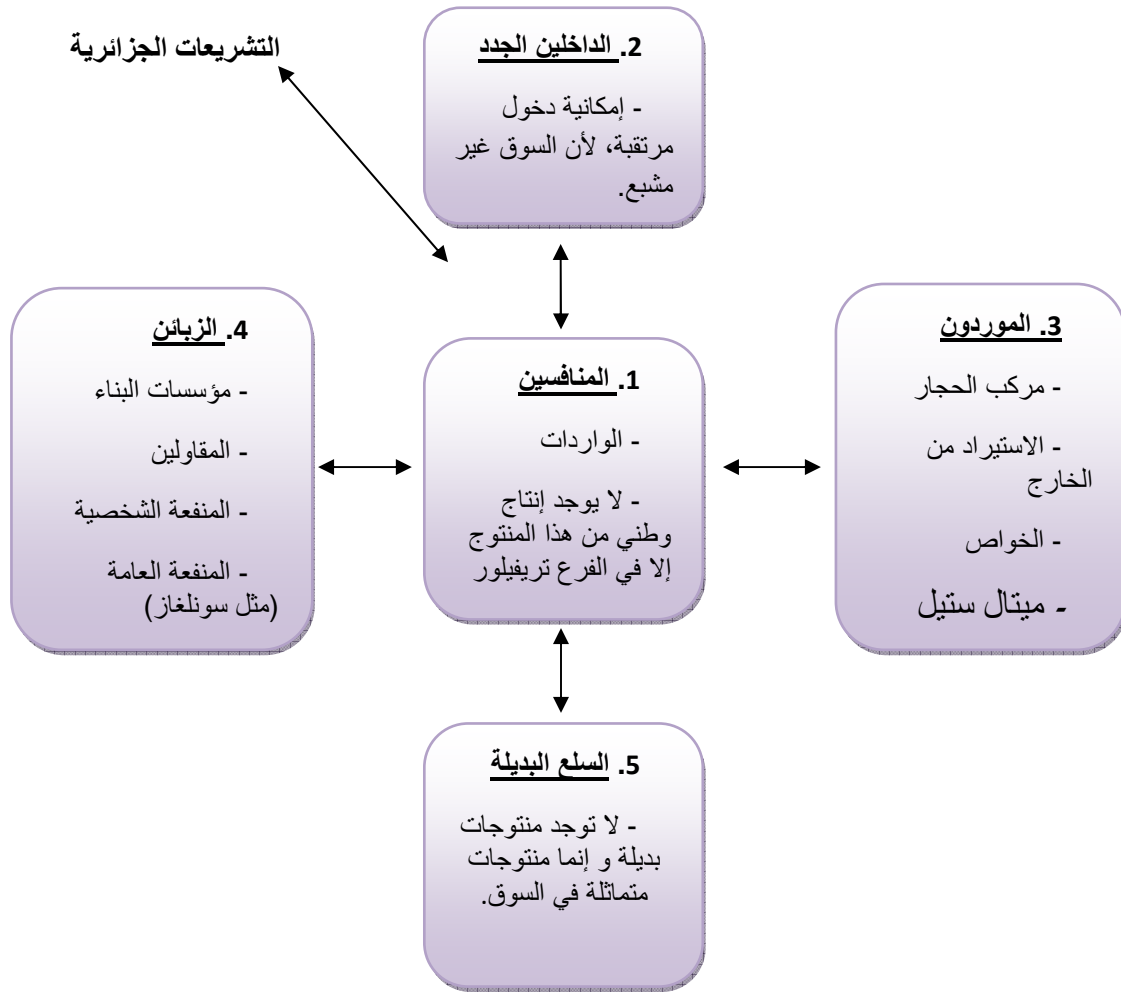 التشريعات الجزائرية
2. الداخلين الجدد
- إمكانية دخول
مرتقبة، لأن السوق غير
مشبع.
3. الموردون
- مركب الحجار
- الاستيراد من
الخارج
- الخواص
- ميتال ستيل
1. المنافسين
- الواردات
- لا يوجد إنتاج
وطني من هذا المنتوج
إلا في الفرع تريفيلور
4. الزبائن
- مؤسسات البناء
- المقاولين
- المنفعة الشخصية
- المنفعة العامة
(مثل سونلغاز)
5. السلع البديلة
- لا توجد منتوجات
بديلة و إنما منتوجات
متماثلة في السوق.